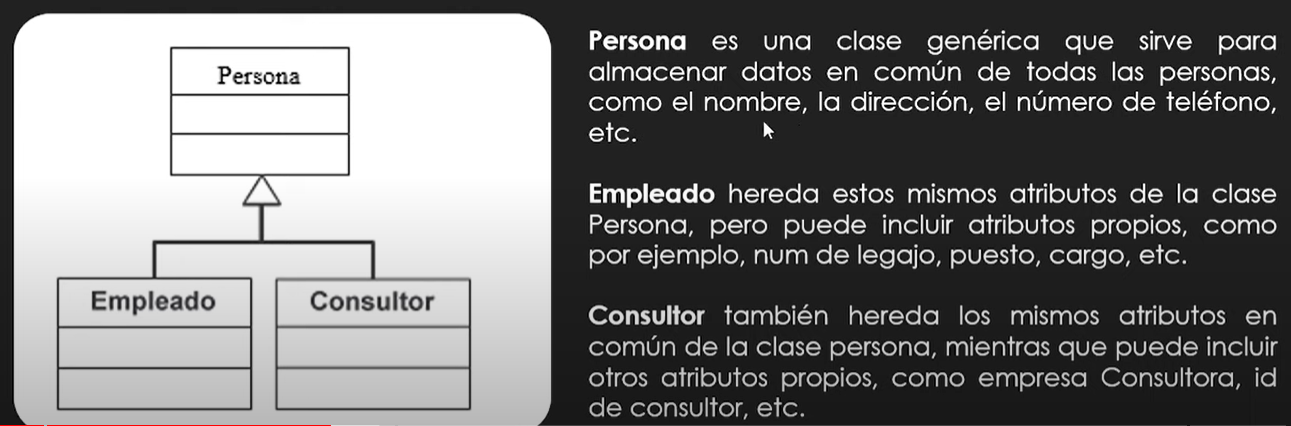 Persona
Empleado
Consultor
Persona es una clase genérica que sirve para
almacenar datos en común de todas las personas,
como el nombre, la dirección, el número de teléfono,
etc.
Empleado hereda estos mismos atributos de la clase
Persona, pero puede incluir atributos propios, como
por ejemplo, num de legajo, puesto, cargo, etc.
Consultor también hereda los mismos atributos en
común de la clase persona, mientras que puede incluir
otros atributos propios, como empresa Consultora, id
de consultor, etc.